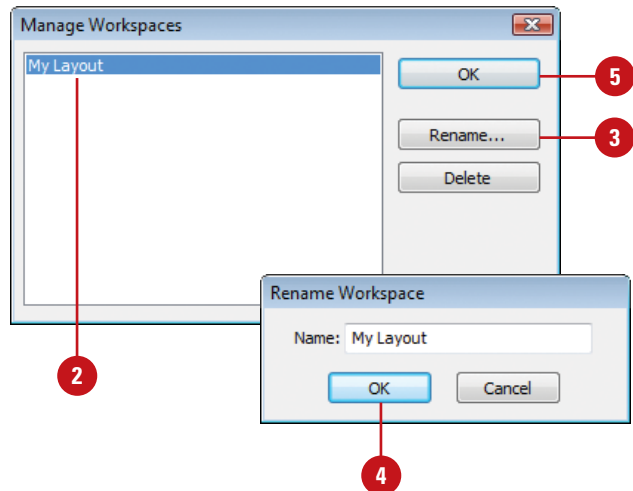 Manage Workspaces
My Layout
OK
5
Rename...
3
Delete
Rename Workspace
Name: My Layout
2
OK
Cancel
4